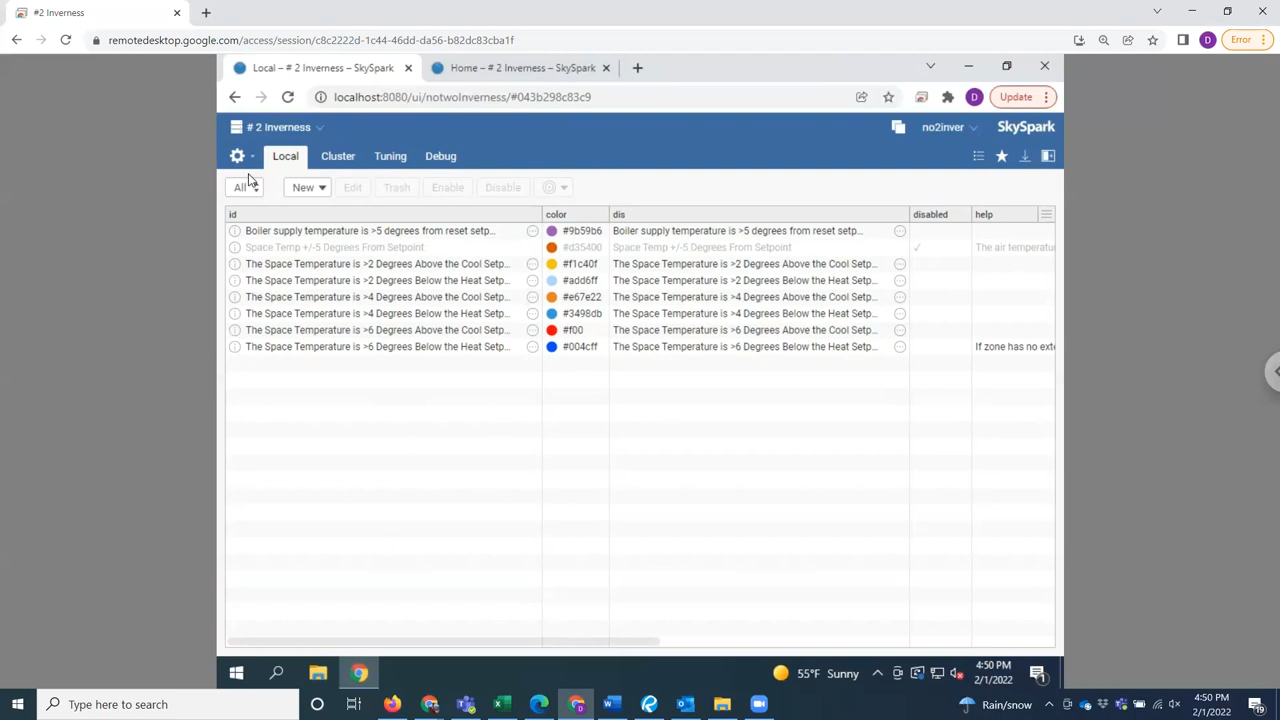 #2 Inverness
remotedesktop.google.com/access/session/c8c2222d-1c44-46dd-da56-b82dc83cba1f
D
Error
Local – # 2 Inverness – SkySpark
Home – # 2 Inverness – SkySpark
localhost:8080/ui/notwoInverness/#043b298c83c9
D
Update
# 2 Inverness
no2inver
SkySpark
Local Cluster Tuning Debug
All New Edit Trash Enable Disable
id color dis disabled help
Boiler supply temperature is >5 degrees from reset setp... #9b59b6 Boiler supply temperature is >5 degrees from reset setp...
Space Temp +/-5 Degrees From Setpoint #d35400 Space Temp +/-5 Degrees From Setpoint ✓ The air temperatu
The Space Temperature is >2 Degrees Above the Cool Setp... #f1c40f The Space Temperature is >2 Degrees Above the Cool Setp...
The Space Temperature is >2 Degrees Below the Heat Setp... #add6ff The Space Temperature is >2 Degrees Below the Heat Setp...
The Space Temperature is >4 Degrees Above the Cool Setp... #e67e22 The Space Temperature is >4 Degrees Above the Cool Setp...
The Space Temperature is >4 Degrees Below the Heat Setp... #3498db The Space Temperature is >4 Degrees Below the Heat Setp...
The Space Temperature is >6 Degrees Above the Cool Setp... #f00 The Space Temperature is >6 Degrees Above the Cool Setp...
The Space Temperature is >6 Degrees Below the Heat Setp... #004cff The Space Temperature is >6 Degrees Below the Heat Setp... If zone has no exte
55°F Sunny
4:50 PM
2/1/2022
1
Type here to search
Rain/snow
4:50 PM
2/1/2022
19